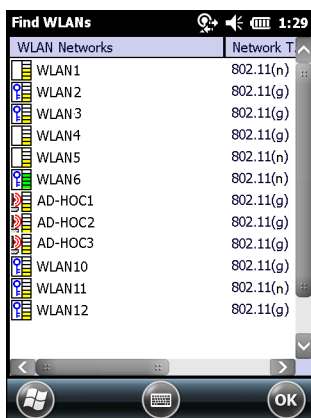 Find WLANs 1:29
WLAN Networks Network T.
WLAN1 802.11(n)
WLAN2 802.11(g)
WLAN3 802.11(g)
WLAN4 802.11(n)
WLAN5 802.11(n)
WLAN6 802.11(n)
AD-HOC1 802.11(g)
AD-HOC2 802.11(g)
AD-HOC3 802.11(g)
WLAN10 802.11(g)
WLAN11 802.11(n)
WLAN12 802.11(g)
OK